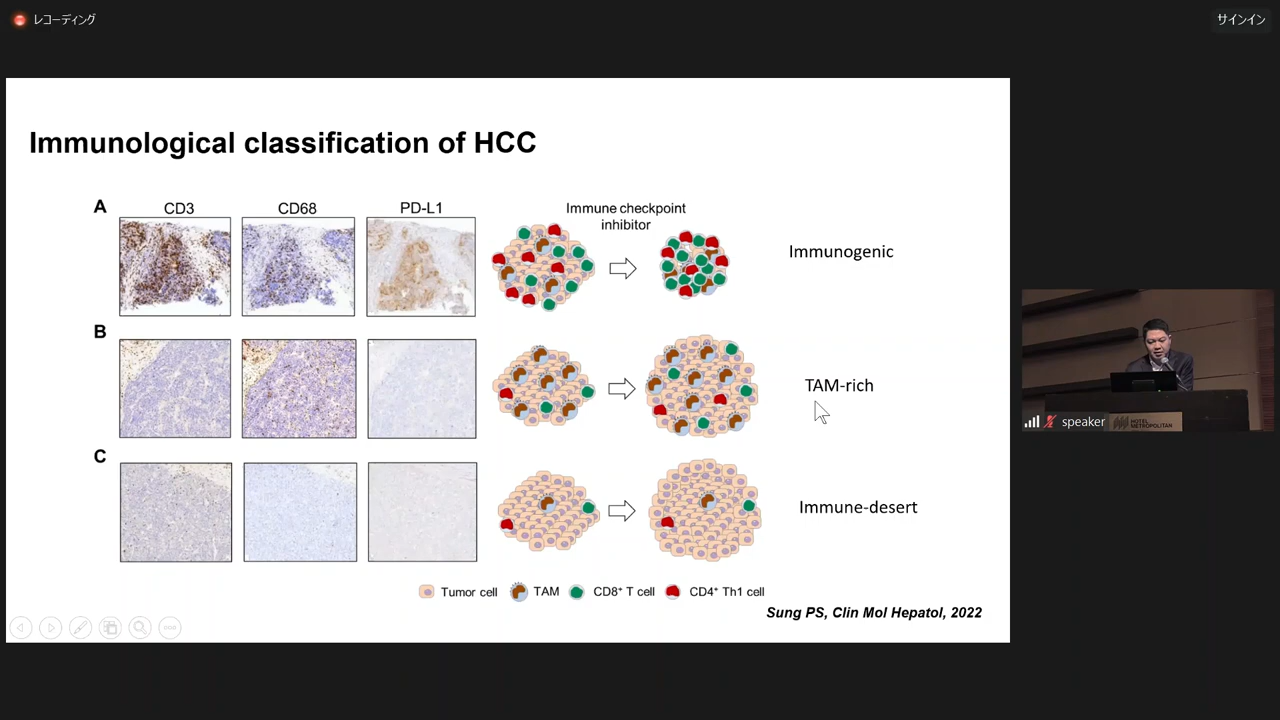 レコーディング
サインイン
Immunological classification of HCC
A
CD3
CD68
PD-L1
Immune checkpoint
inhibitor
Immunogenic
B
TAM-rich
C
Immune-desert
Tumor cell
TAM
CD8⁺ T cell
CD4⁺ Th1 cell
Sung PS, Clin Mol Hepatol, 2022
speaker
HOTEL
METROPOLITAN